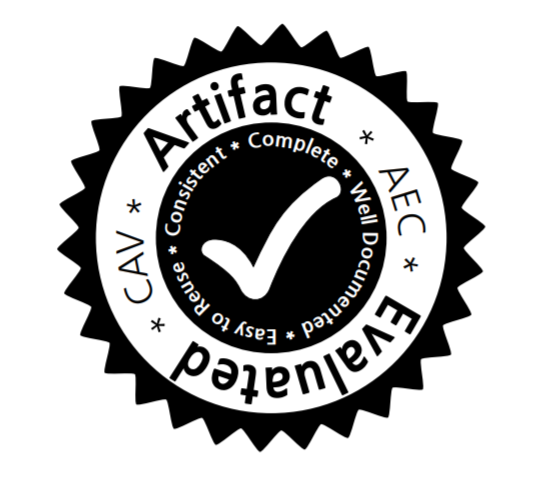 Artifact * AEC * Evaluated * CAV *
Consistent * Complete * Well Documented * Easy to Reuse *